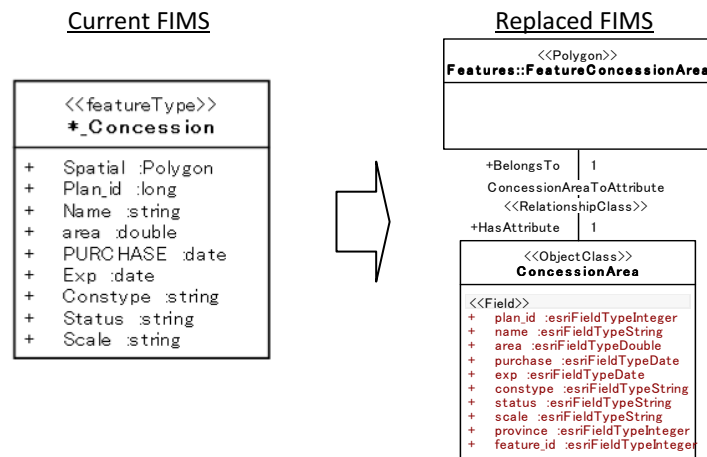 Current FIMS
Replaced FIMS
<<featureType>>
*_Concession
+ Spatial :Polygon
+ Plan_id :long
+ Name :string
+ area :double
+ PURCHASE :date
+ Exp :date
+ Constype :string
+ Status :string
+ Scale :string
<<Polygon>>
Features::FeatureConcessionArea
+BelongsTo 1
ConcessionAreaToAttribute
<<RelationshipClass>>
+HasAttribute 1
<<ObjectClass>>
ConcessionArea
<<Field>>
+ plan_id :esriFieldTypeInteger
+ name :esriFieldTypeString
+ area :esriFieldTypeDouble
+ purchase :esriFieldTypeDate
+ exp :esriFieldTypeDate
+ constype :esriFieldTypeString
+ status :esriFieldTypeString
+ scale :esriFieldTypeString
+ province :esriFieldTypeInteger
+ feature_id :esriFieldTypeInteger